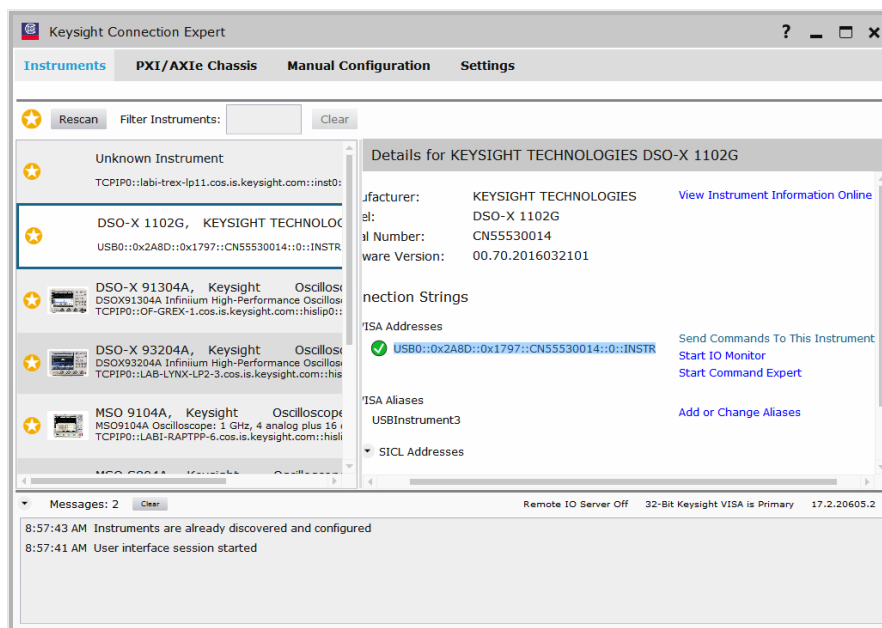 Keysight Connection Expert
?
Instruments PXI/AXIe Chassis Manual Configuration Settings
Rescan Filter Instruments: Clear
Unknown Instrument
TCPIP0::labi-trex-lp11.cos.is.keysight.com::inst0:
DSO-X 1102G, KEYSIGHT TECHNOLOG
USB0::0x2A8D::0x1797::CN55530014::0::INSTR
DSO-X 91304A, Keysight Oscillosc
DSOX91304A Infiniium High-Performance Oscillosc
TCPIP0::OF-GREX-1.cos.is.keysight.com::hislip0::
DSO-X 93204A, Keysight Oscillosc
DSOX93204A Infiniium High-Performance Oscillosc
TCPIP0::LAB-LYNX-LP2-3.cos.is.keysight.com::his
MSO 9104A, Keysight Oscilloscope
MSO9104A Oscilloscope: 1 GHz, 4 analog plus 16
TCPIP0::LABI-RAPTPP-6.cos.is.keysight.com::hisli
Details for KEYSIGHT TECHNOLOGIES DSO-X 1102G
ufacturer: KEYSIGHT TECHNOLOGIES View Instrument Information Online
el: DSO-X 1102G
al Number: CN55530014
ware Version: 00.70.2016032101
nection Strings
VISA Addresses
USB0::0x2A8D::0x1797::CN55530014::0::INSTR
Send Commands To This Instrument
Start IO Monitor
Start Command Expert
VISA Aliases
USBInstrument3
Add or Change Aliases
SICL Addresses
Messages: 2 Clear Remote IO Server Off 32-Bit Keysight VISA is Primary 17.2.20605.2
8:57:43 AM Instruments are already discovered and configured
8:57:41 AM User interface session started